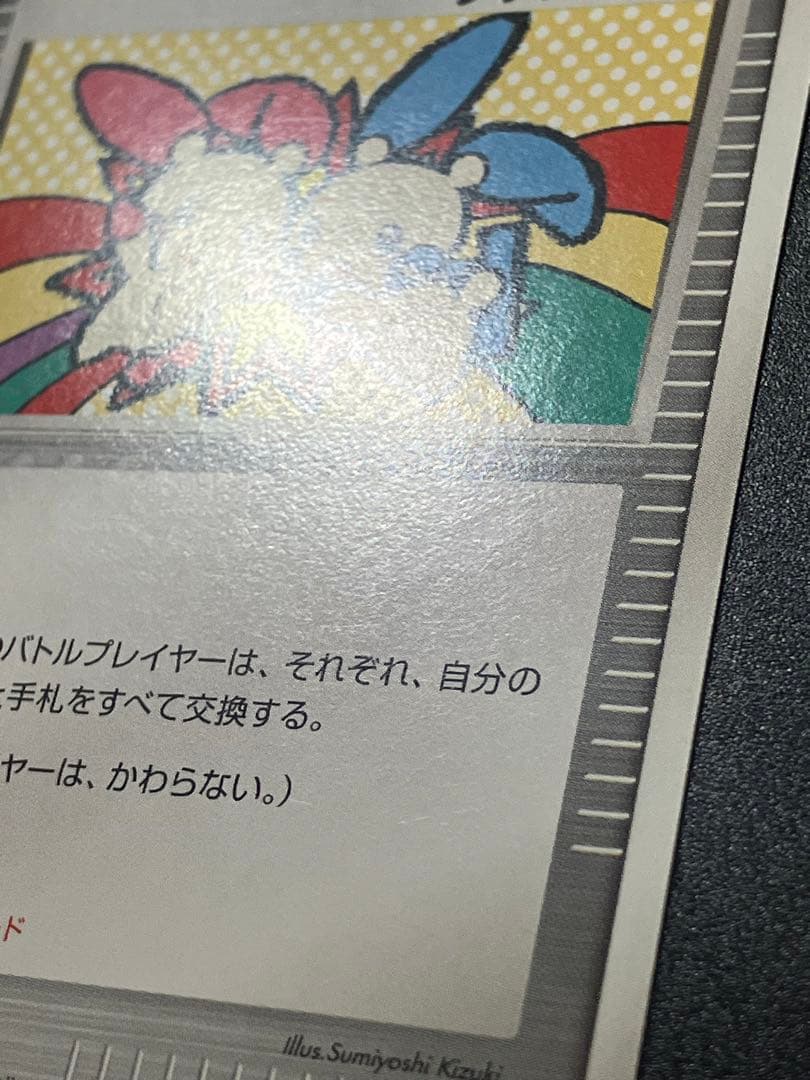 バトルプレイヤーは、それぞれ、自分の
手札をすべて交換する。
ヤーは、かわらない。)
ード
Illus. Sumiyoshi Kizuki